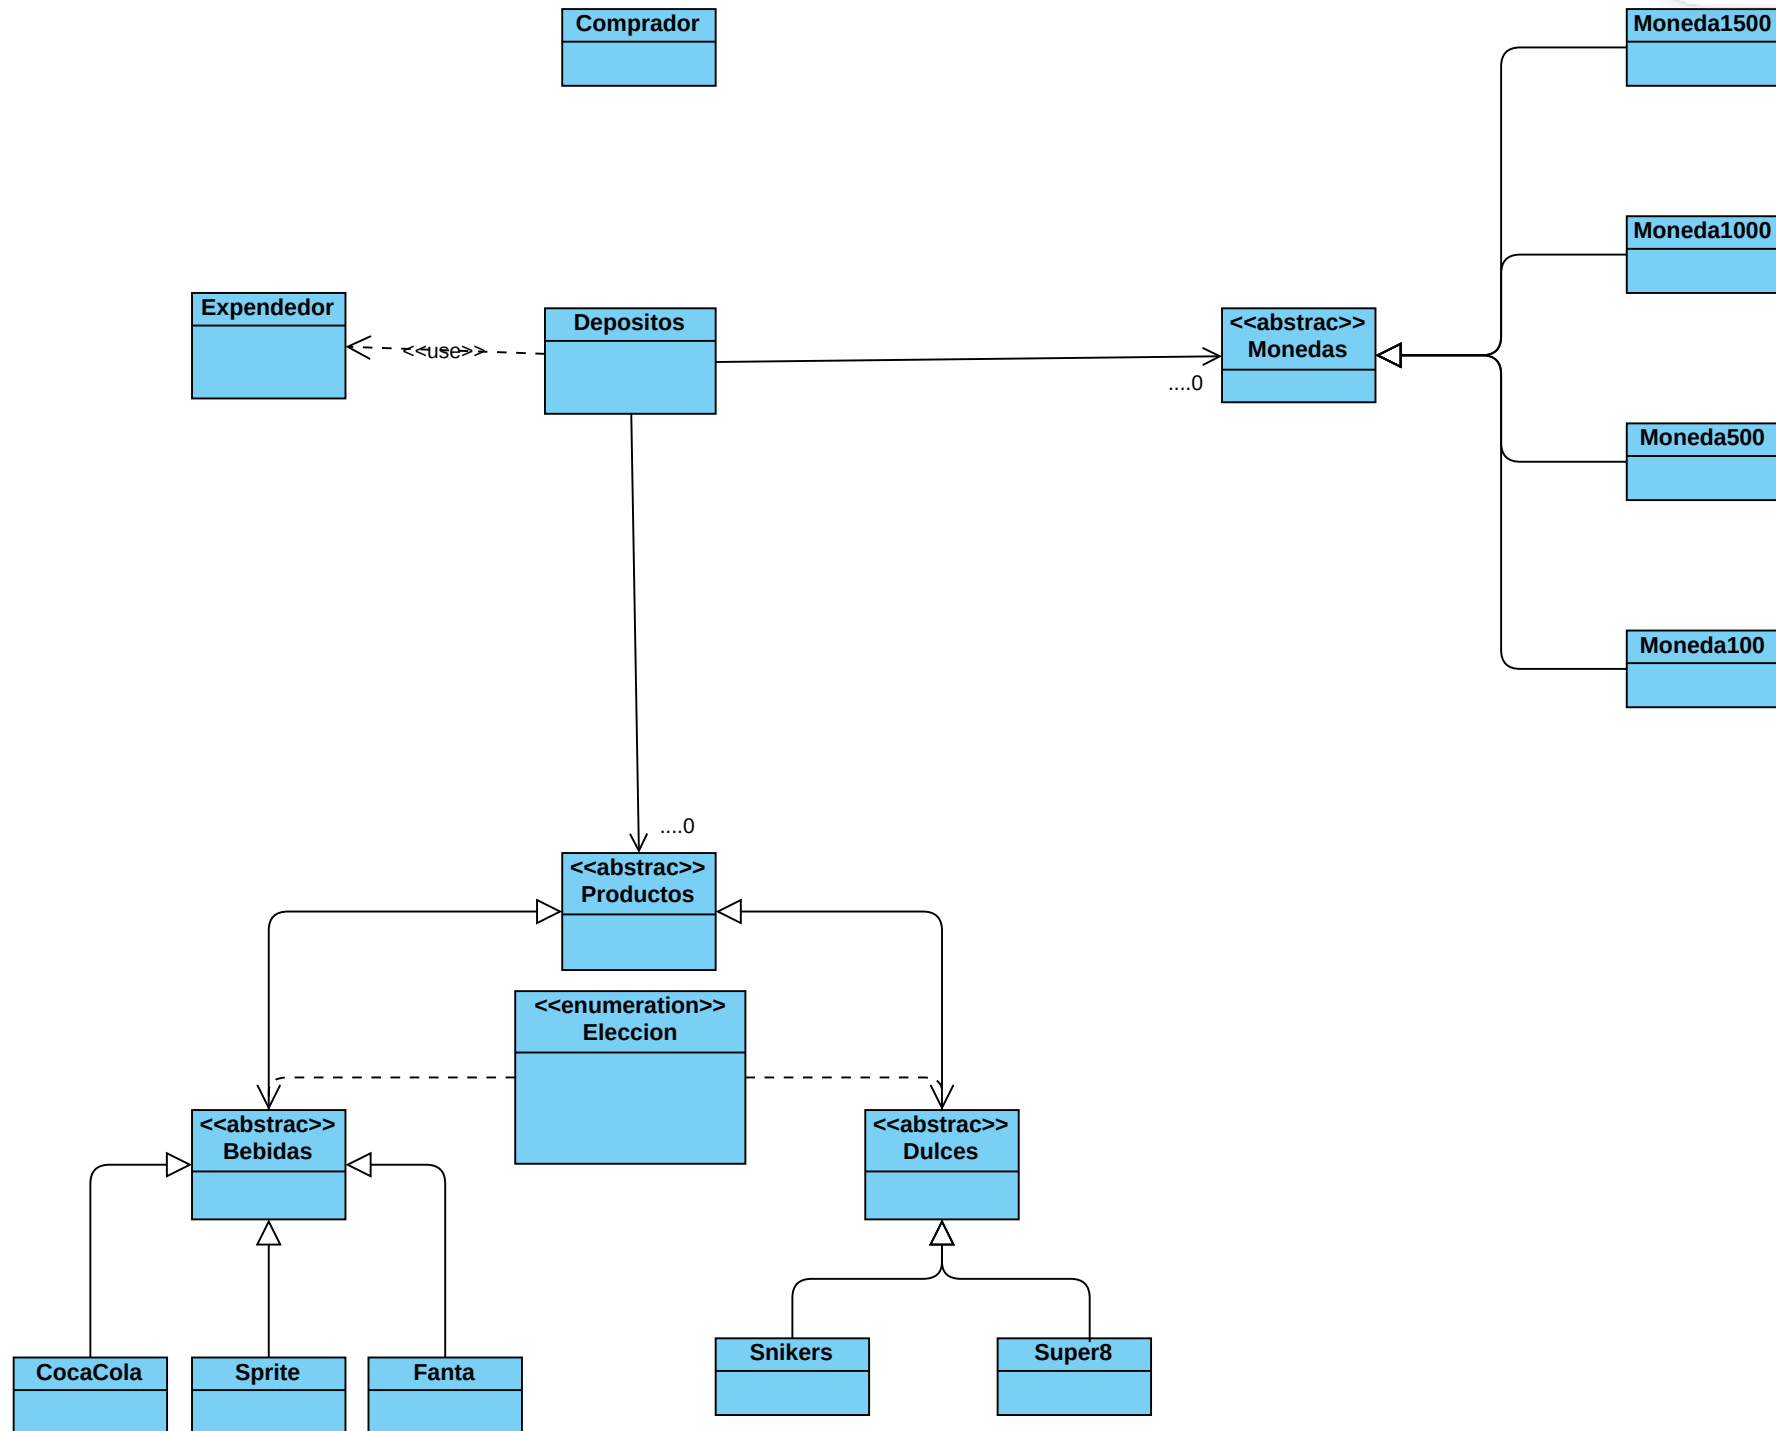 Comprador
Moneda1500
Moneda1000
Expendedor
<<use>>
Depositos
<<abstrac>>
Monedas
....0
Moneda500
Moneda100
....0
<<abstrac>>
Productos
<<enumeration>>
Eleccion
<<abstrac>>
Bebidas
<<abstrac>>
Dulces
CocaCola
Sprite
Fanta
Snikers
Super8